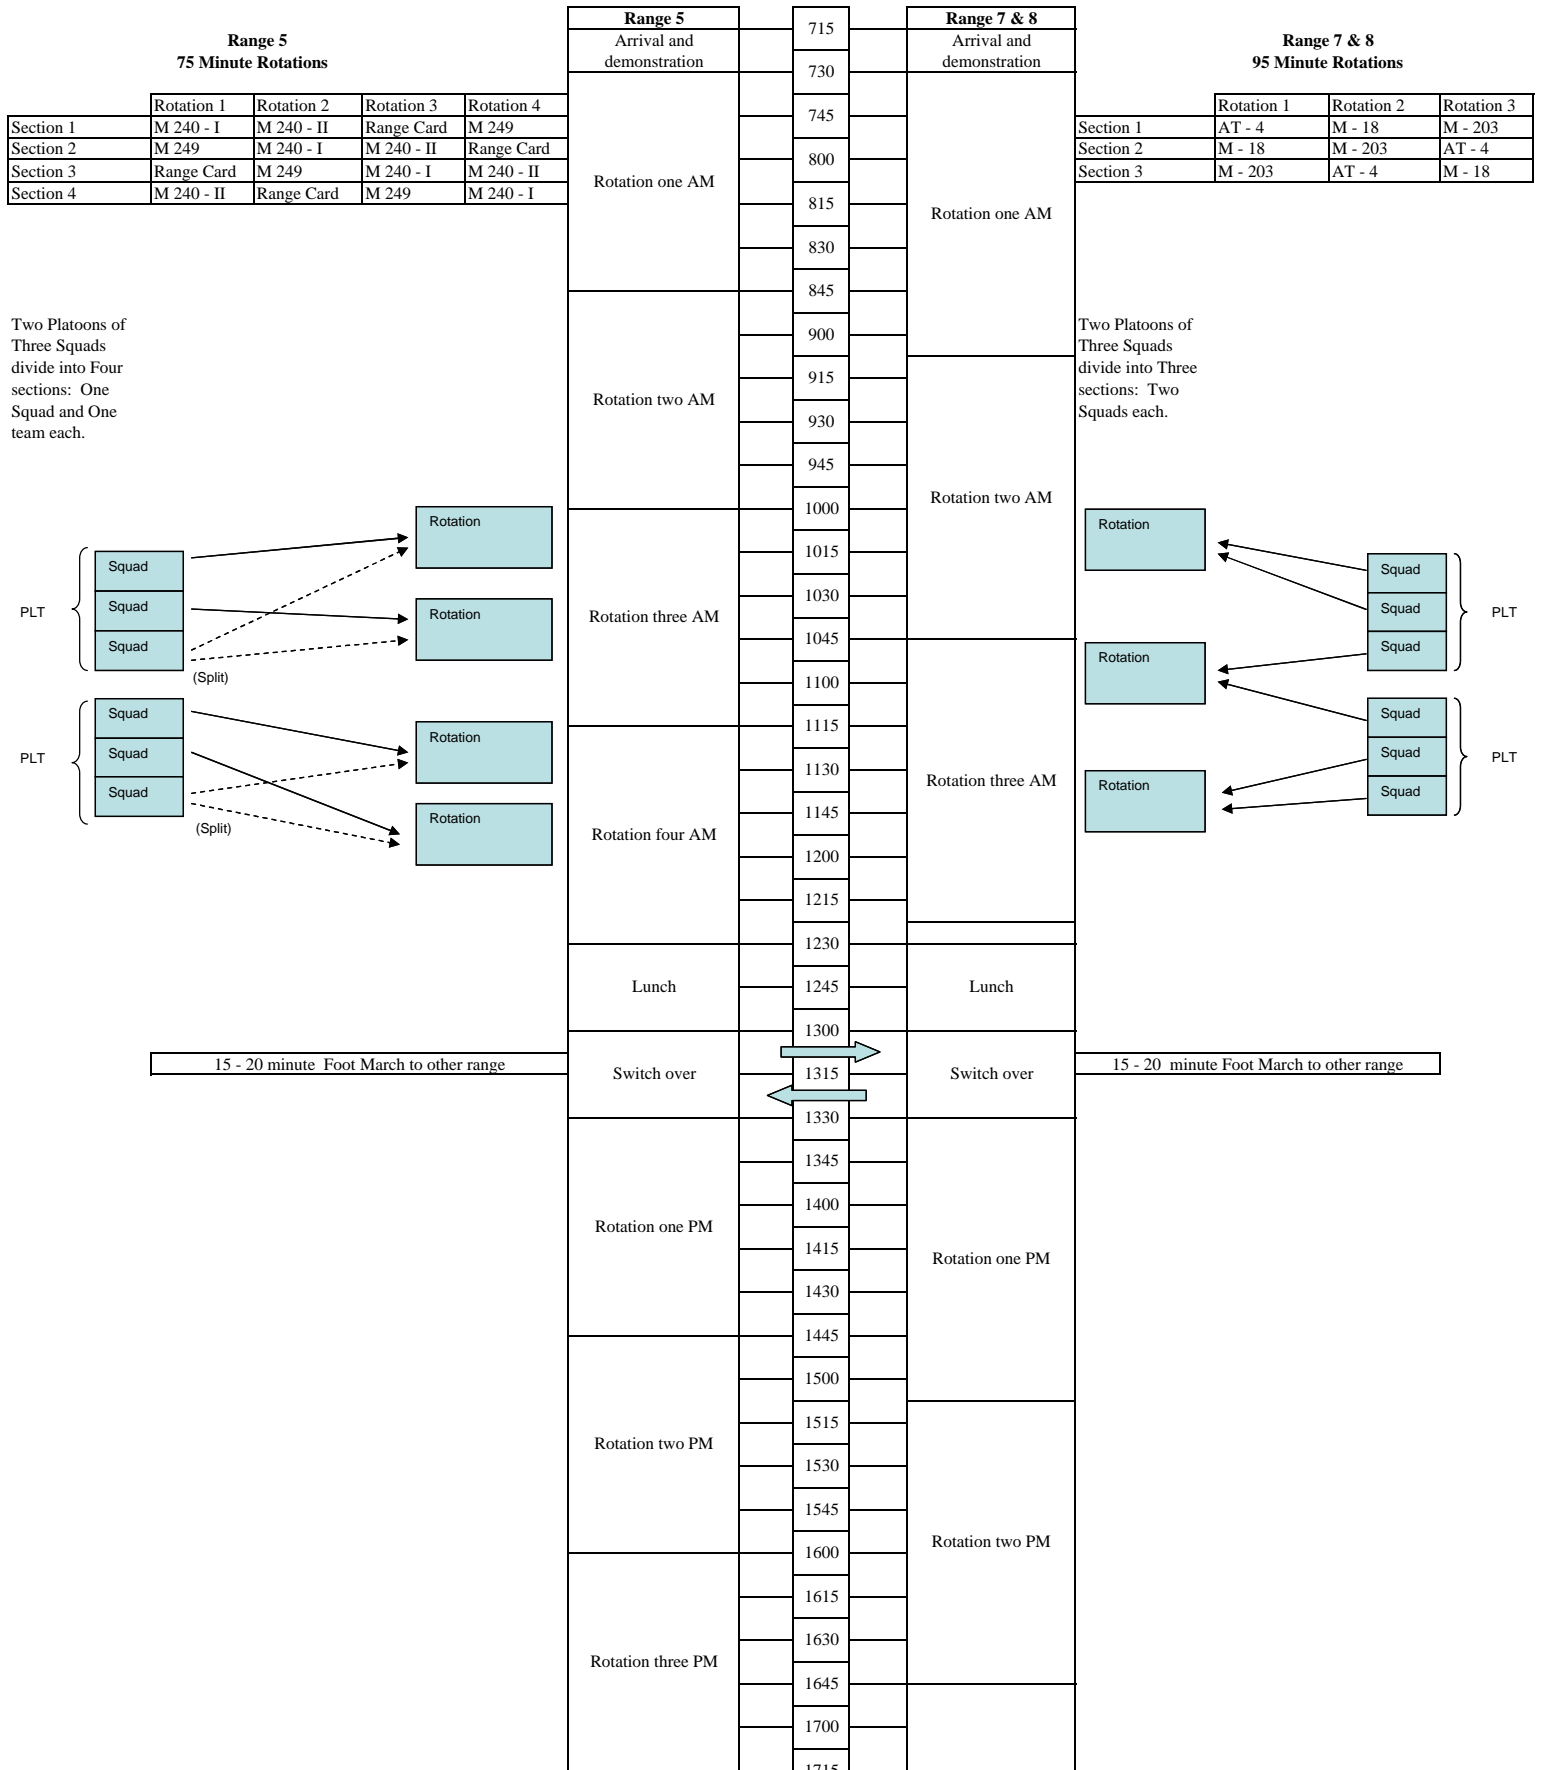 Range 5
75 Minute Rotations
Rotation 1 Rotation 2 Rotation 3 Rotation 4
Section 1 M 240 - I M 240 - II Range Card M 249
Section 2 M 249 M 240 - I M 240 - II Range Card
Section 3 Range Card M 249 M 240 - I M 240 - II
Section 4 M 240 - II Range Card M 249 M 240 - I
Two Platoons of
Three Squads
divide into Four
sections: One
Squad and One
team each.
PLT
Squad
Squad
Squad
(Split)
Rotation
Rotation
PLT
Squad
Squad
Squad
(Split)
Rotation
Rotation
15 - 20 minute Foot March to other range
Range 5
Arrival and
demonstration
Rotation one AM
Rotation two AM
Rotation three AM
Rotation four AM
Lunch
Switch over
Rotation one PM
Rotation two PM
Rotation three PM
715
730
745
800
815
830
845
900
915
930
945
1000
1015
1030
1045
1100
1115
1130
1145
1200
1215
1230
1245
1300
1315
1330
1345
1400
1415
1430
1445
1500
1515
1530
1545
1600
1615
1630
1645
1700
1715
Range 7 & 8
Arrival and
demonstration
Rotation one AM
Rotation two AM
Rotation three AM
Lunch
Switch over
Rotation one PM
Rotation two PM
Range 7 & 8
95 Minute Rotations
Rotation 1 Rotation 2 Rotation 3
Section 1 AT - 4 M - 18 M - 203
Section 2 M - 18 M - 203 AT - 4
Section 3 M - 203 AT - 4 M - 18
Two Platoons of
Three Squads
divide into Three
sections: Two
Squads each.
Rotation
Rotation
Rotation
Squad
Squad
Squad
PLT
Squad
Squad
Squad
PLT
15 - 20 minute Foot March to other range